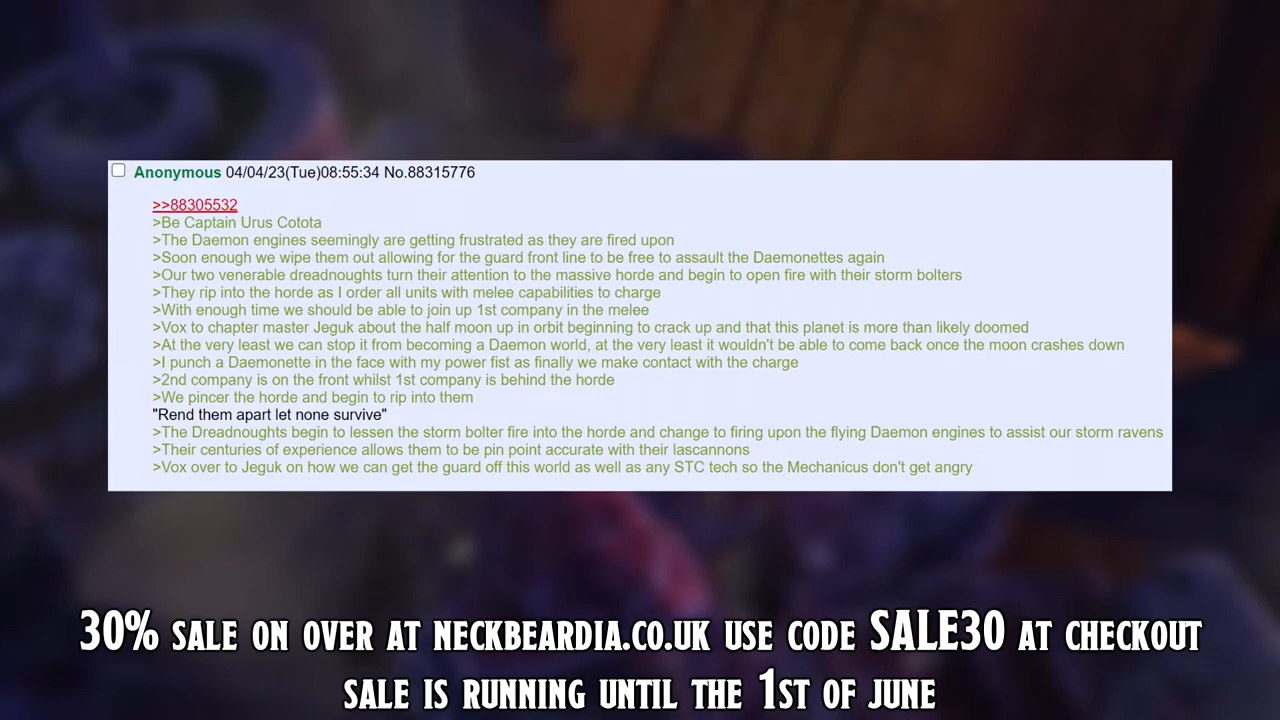 Anonymous 04/04/23(Tue)08:55:34 No.88315776
>>88305532
>Be Captain Urus Cotota
>The Daemon engines seemingly are getting frustrated as they are fired upon
>Soon enough we wipe them out allowing for the guard front line to be free to assault the Daemonettes again
>Our two venerable dreadnoughts turn their attention to the massive horde and begin to open fire with their storm bolters
>They rip into the horde as I order all units with melee capabilities to charge
>With enough time we should be able to join up 1st company in the melee
>Vox to chapter master Jeguk about the half moon up in orbit beginning to crack up and that this planet is more than likely doomed
>At the very least we can stop it from becoming a Daemon world, at the very least it wouldn't be able to come back once the moon crashes down
>I punch a Daemonette in the face with my power fist as finally we make contact with the charge
>2nd company is on the front whilst 1st company is behind the horde
>We pincer the horde and begin to rip into them
"Rend them apart let none survive"
>The Dreadnoughts begin to lessen the storm bolter fire into the horde and change to firing upon the flying Daemon engines to assist our storm ravens
>Their centuries of experience allows them to be pin point accurate with their lascannons
>Vox over to Jeguk on how we can get the guard off this world as well as any STC tech so the Mechanicus don't get angry
30% SALE ON OVER AT NECKBEARDIA.CO.UK USE CODE SALE30 AT CHECKOUT
SALE IS RUNNING UNTIL THE 1ST OF JUNE